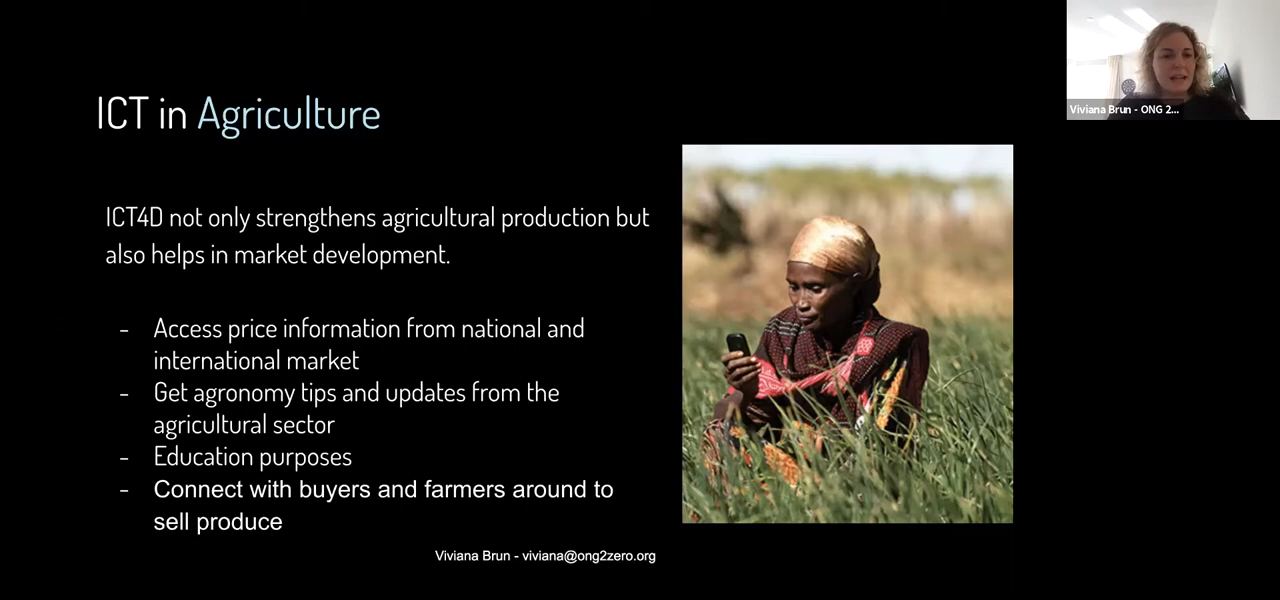 Viviana Brun - ONG 2...
ICT in Agriculture
ICT4D not only strengthens agricultural production but
also helps in market development.
- Access price information from national and
international market
- Get agronomy tips and updates from the
agricultural sector
- Education purposes
- Connect with buyers and farmers around to
sell produce
Viviana Brun - viviana@ong2zero.org